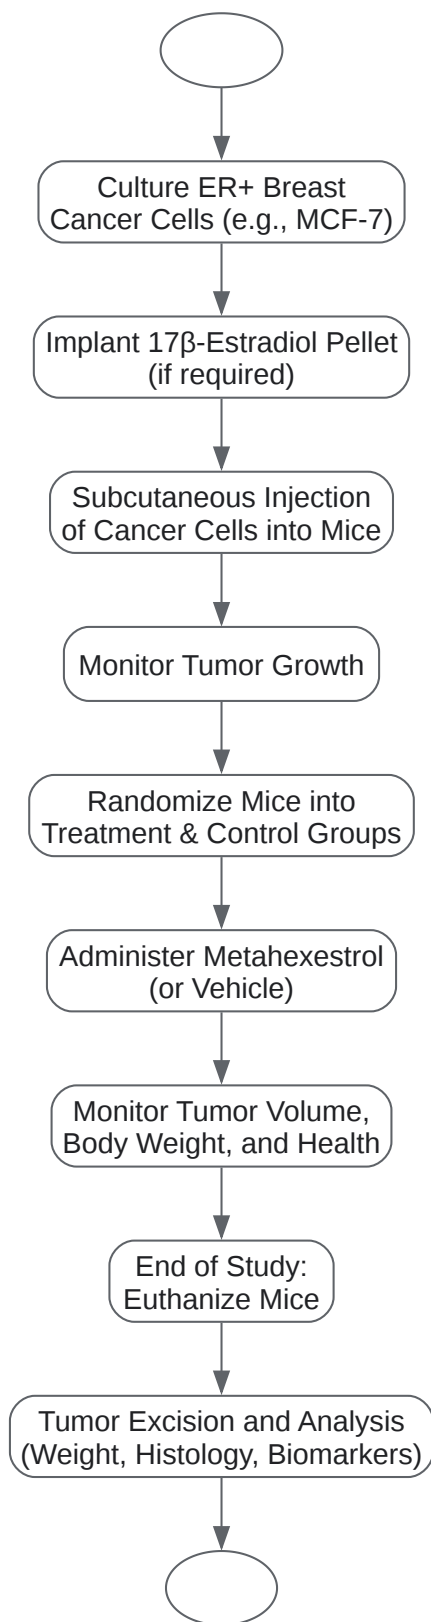 Culture ER+ Breast
Cancer Cells (e.g., MCF-7)
Implant 17β-Estradiol Pellet
(if required)
Subcutaneous Injection
of Cancer Cells into Mice
Monitor Tumor Growth
Randomize Mice into
Treatment & Control Groups
Administer Metahexestrol
(or Vehicle)
Monitor Tumor Volume,
Body Weight, and Health
End of Study:
Euthanize Mice
Tumor Excision and Analysis
(Weight, Histology, Biomarkers)